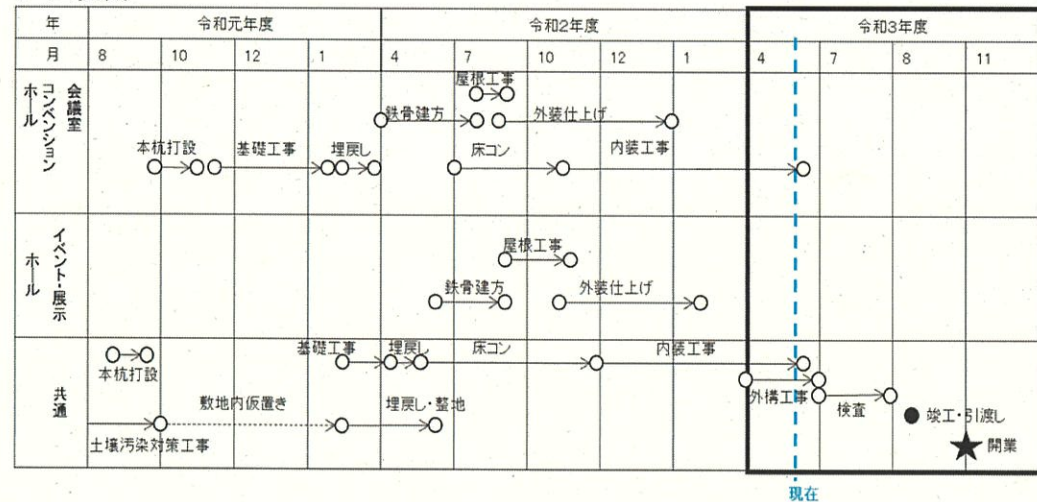 年 令和元年度 令和2年度 令和3年度
月 8 10 12 1 4 7 10 12 1 4 7 8 11
会議室
コンベンション
ホール
屋根工事
鉄骨建方 外装仕上げ
本杭打設 基礎工事 埋戻し 床コン 内装工事
イベント・展示
ホール
屋根工事
鉄骨建方 外装仕上げ
共通
基礎工事 埋戻し 床コン 内装工事
本杭打設
外構工事 検査
敷地内仮置き 埋戻し・整地
土壌汚染対策工事
竣工・引渡し
開業
現在